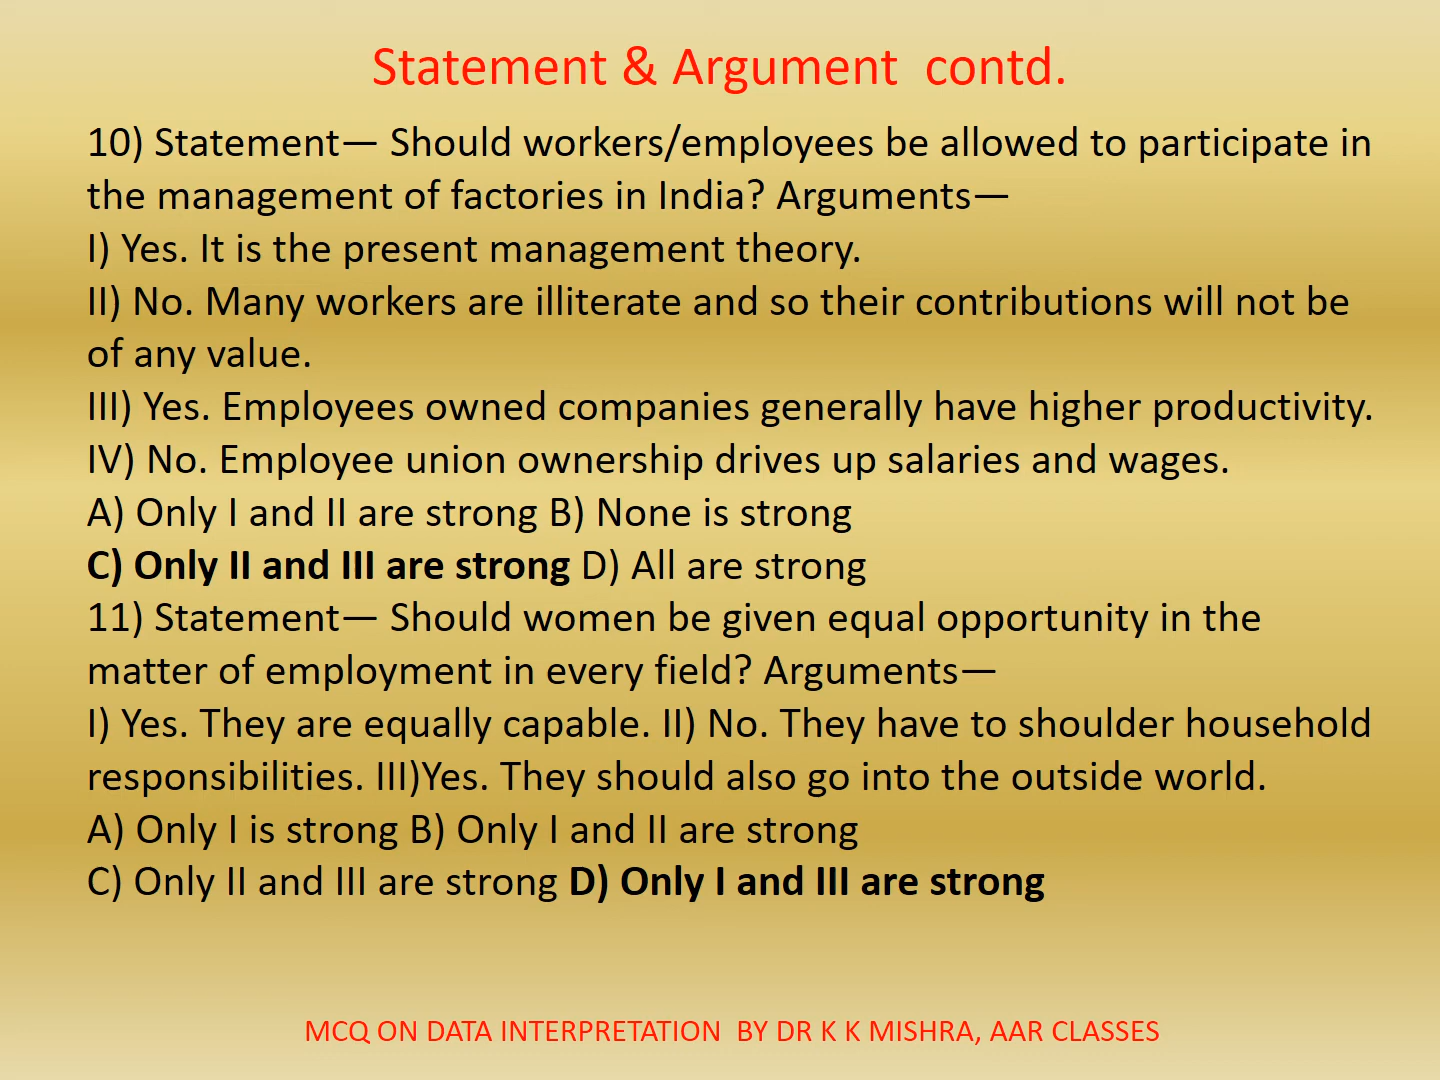 Statement & Argument contd.
10) Statement— Should workers/employees be allowed to participate in
the management of factories in India? Arguments—
I) Yes. It is the present management theory.
II) No. Many workers are illiterate and so their contributions will not be
of any value.
III) Yes. Employees owned companies generally have higher productivity.
IV) No. Employee union ownership drives up salaries and wages.
A) Only I and II are strong B) None is strong
C) Only II and III are strong D) All are strong
11) Statement— Should women be given equal opportunity in the
matter of employment in every field? Arguments—
I) Yes. They are equally capable. II) No. They have to shoulder household
responsibilities. III)Yes. They should also go into the outside world.
A) Only I is strong B) Only I and II are strong
C) Only II and III are strong D) Only I and III are strong
MCQ ON DATA INTERPRETATION BY DR K K MISHRA, AAR CLASSES